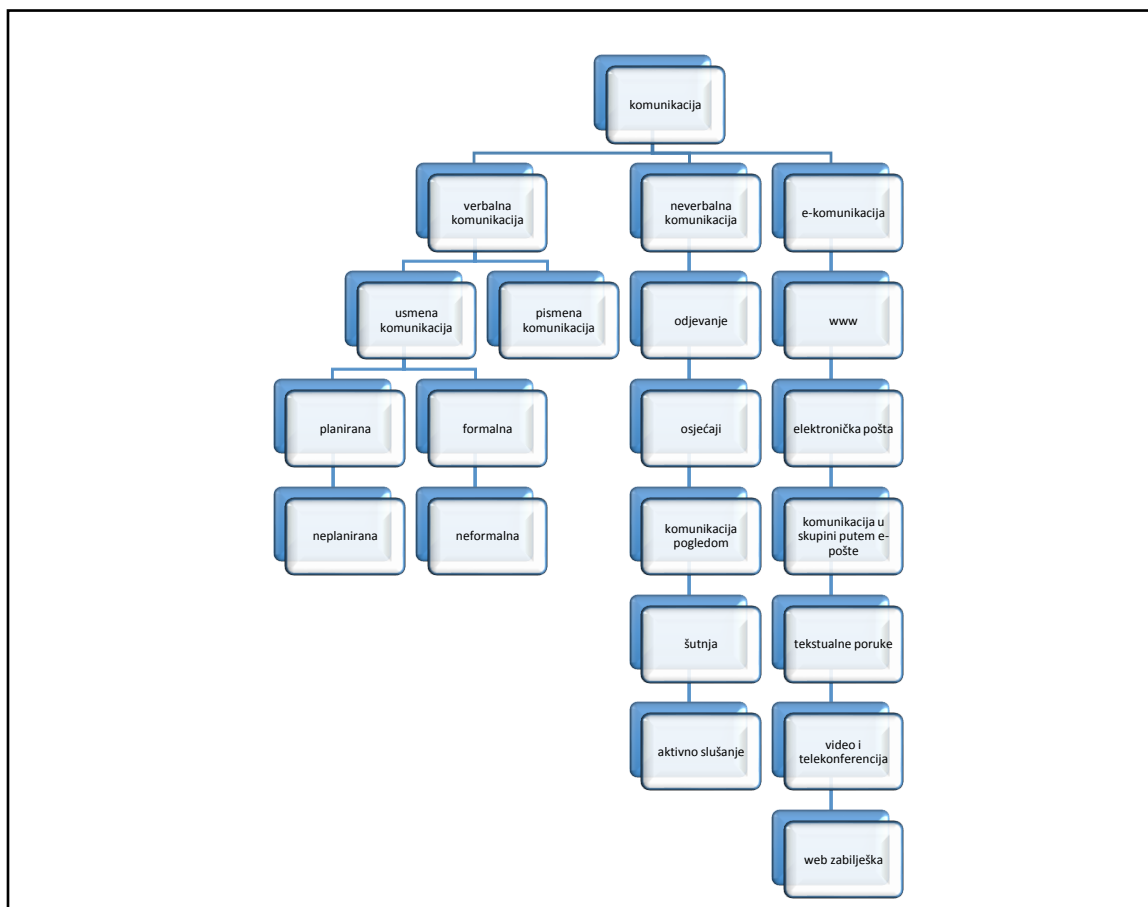 komunikacija
verbalna
komunikacija
neverbalna
komunikacija
e-komunikacija
usmena
komunikacija
pismena
komunikacija
odjevanje
www
planirana
formalna
osjećaji
elektronička pošta
neplanirana
neformalna
komunikacija
pogledom
komunikacija u
skupini putem e-
pošte
šutnja
tekstualne poruke
aktivno slušanje
video i
telekonferencija
web zabilješka